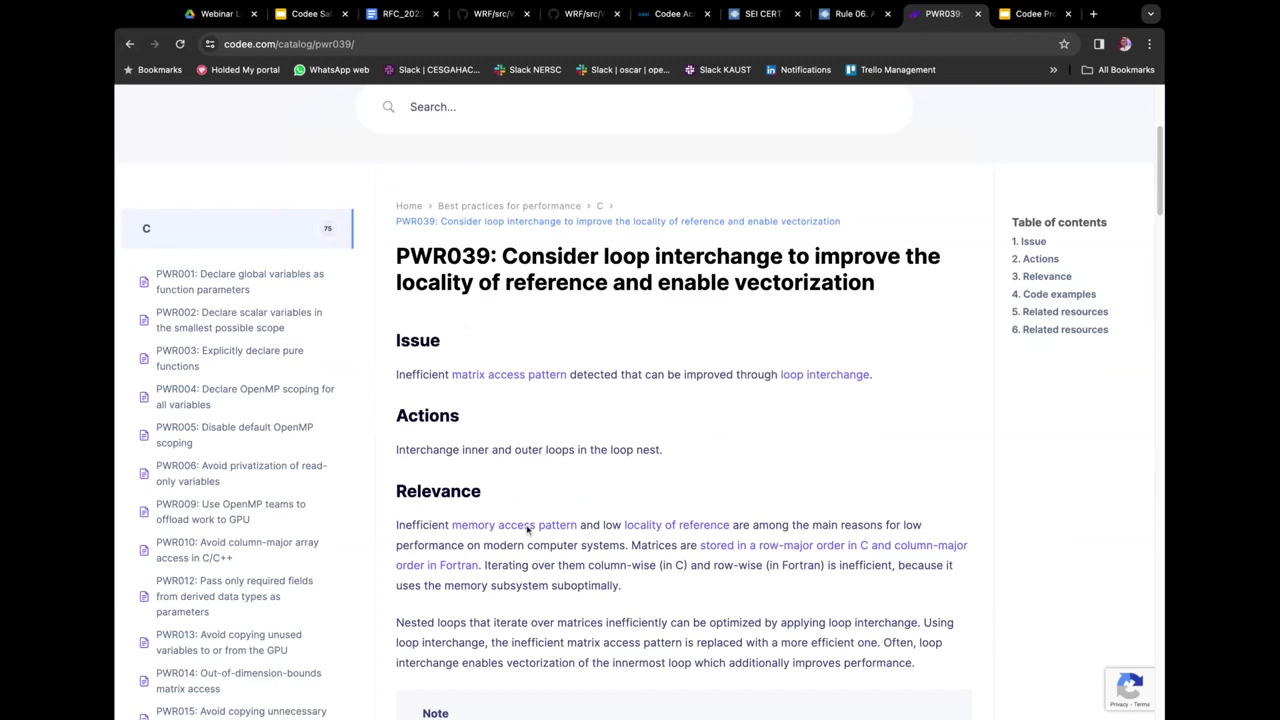 Webinar L
Codee Sal
RFC_2023
WRF/src/
WRF/src/
Codee Ac
SEI CERT
Rule 06. A
PWR039:
Codee Pr
codee.com/catalog/pwr039/
Bookmarks
Holded My portal
WhatsApp web
Slack | CESGAHAC...
Slack NERSC
Slack | oscar | ope...
Slack KAUST
Notifications
Trello Management
All Bookmarks
Search...
C
75
PWR001: Declare global variables as
function parameters
PWR002: Declare scalar variables in
the smallest possible scope
PWR003: Explicitly declare pure
functions
PWR004: Declare OpenMP scoping for
all variables
PWR005: Disable default OpenMP
scoping
PWR006: Avoid privatization of read-
only variables
PWR009: Use OpenMP teams to
offload work to GPU
PWR010: Avoid column-major array
access in C/C++
PWR012: Pass only required fields
from derived data types as
parameters
PWR013: Avoid copying unused
variables to or from the GPU
PWR014: Out-of-dimension-bounds
matrix access
PWR015: Avoid copying unnecessary
Home > Best practices for performance > C >
PWR039: Consider loop interchange to improve the locality of reference and enable vectorization
PWR039: Consider loop interchange to improve the
locality of reference and enable vectorization
Issue
Inefficient matrix access pattern detected that can be improved through loop interchange.
Actions
Interchange inner and outer loops in the loop nest.
Relevance
Inefficient memory access pattern and low locality of reference are among the main reasons for low
performance on modern computer systems. Matrices are stored in a row-major order in C and column-major
order in Fortran. Iterating over them column-wise (in C) and row-wise (in Fortran) is inefficient, because it
uses the memory subsystem suboptimally.
Nested loops that iterate over matrices inefficiently can be optimized by applying loop interchange. Using
loop interchange, the inefficient matrix access pattern is replaced with a more efficient one. Often, loop
interchange enables vectorization of the innermost loop which additionally improves performance.
Note
Table of contents
1. Issue
2. Actions
3. Relevance
4. Code examples
5. Related resources
6. Related resources
Privacy - Terms